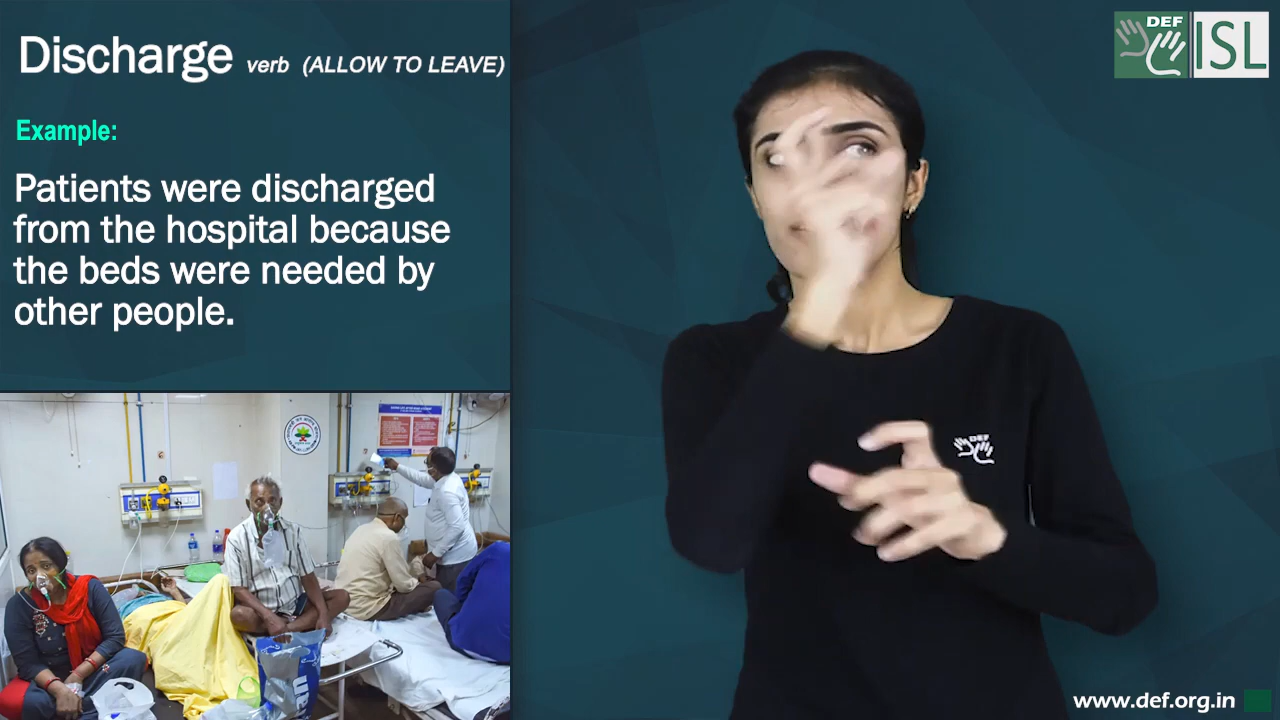 Discharge verb (ALLOW TO LEAVE)
Example:
Patients were discharged
from the hospital because
the beds were needed by
other people.
DEF
ISL
DEF
www.def.org.in